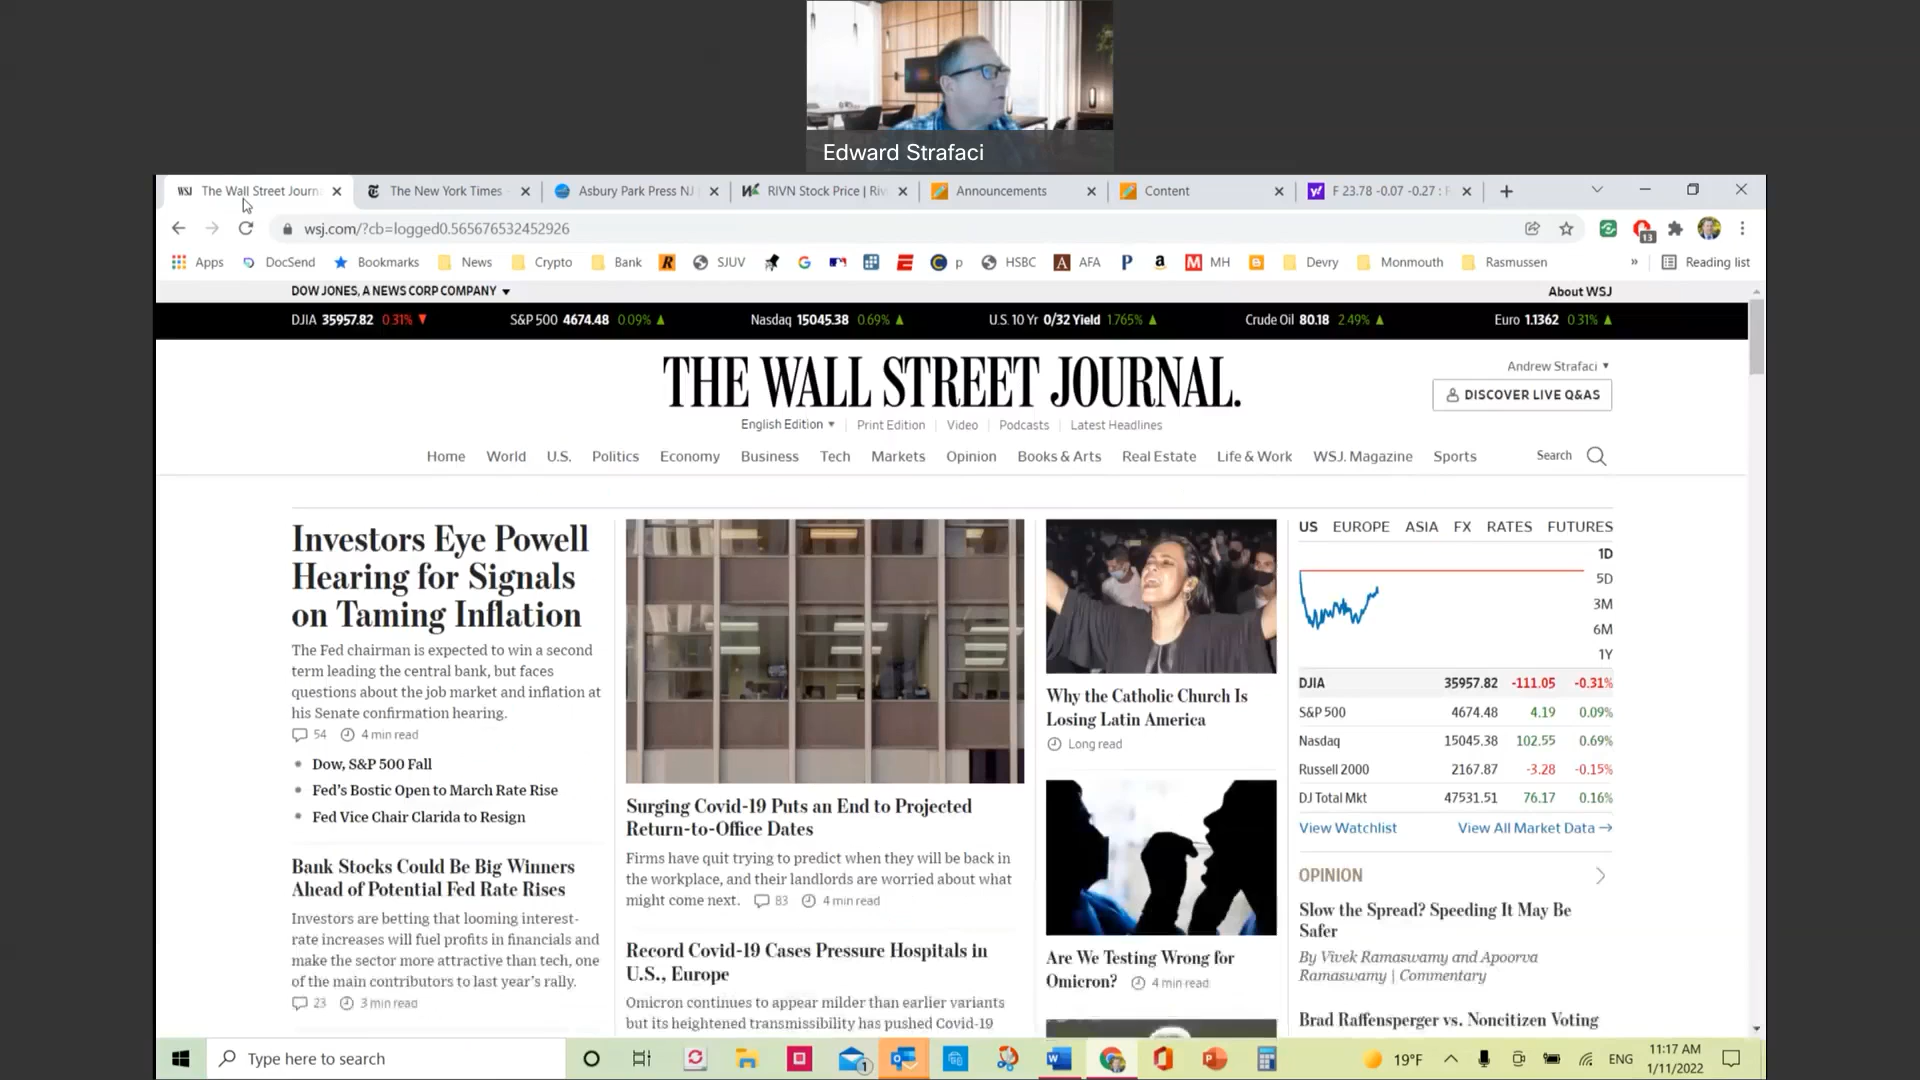 Edward Strafaci
WSJ The Wall Street Journ
The New York Times
Asbury Park Press NJ
RIVN Stock Price | Riv
Announcements
Content
F 23.78 -0.07 -0.27 : F
wsj.com/?cb=logged0.565676532452926
13
Apps DocSend Bookmarks News Crypto Bank R SJUV G C p HSBC A AFA P a M MH Devry Monmouth Rasmussen » Reading list
DOW JONES, A NEWS CORP COMPANY
About WSJ
DJIA 35957.82 0.31% S&P 500 4674.48 0.09% Nasdaq 15045.38 0.69% U.S. 10 Yr 0/32 Yield 1.765% Crude Oil 80.18 2.49% Euro 1.1362 0.31%
THE WALL STREET JOURNAL.
Andrew Strafaci
DISCOVER LIVE Q&AS
English Edition Print Edition Video Podcasts Latest Headlines
Home World U.S. Politics Economy Business Tech Markets Opinion Books & Arts Real Estate Life & Work WSJ. Magazine Sports Search
Investors Eye Powell
Hearing for Signals
on Taming Inflation
The Fed chairman is expected to win a second
term leading the central bank, but faces
questions about the job market and inflation at
his Senate confirmation hearing.
54 4 min read
Dow, S&P 500 Fall
Fed's Bostic Open to March Rate Rise
Fed Vice Chair Clarida to Resign
Bank Stocks Could Be Big Winners
Ahead of Potential Fed Rate Rises
Investors are betting that looming interest-
rate increases will fuel profits in financials and
make the sector more attractive than tech, one
of the main contributors to last year's rally.
23 3 min read
Surging Covid-19 Puts an End to Projected
Return-to-Office Dates
Firms have quit trying to predict when they will be back in
the workplace, and their landlords are worried about what
might come next. 83 4 min read
Record Covid-19 Cases Pressure Hospitals in
U.S., Europe
Omicron continues to appear milder than earlier variants
but its heightened transmissibility has pushed Covid-19
Why the Catholic Church Is
Losing Latin America
Long read
Are We Testing Wrong for
Omicron? 4 min read
US EUROPE ASIA FX RATES FUTURES
1D
5D
3M
6M
1Y
DJIA 35957.82 -111.05 -0.31%
S&P 500 4674.48 4.19 0.09%
Nasdaq 15045.38 102.55 0.69%
Russell 2000 2167.87 -3.28 -0.15%
DJ Total Mkt 47531.51 76.17 0.16%
View Watchlist View All Market Data →
OPINION
Slow the Spread? Speeding It May Be
Safer
By Vivek Ramaswamy and Apoorva
Ramaswamy | Commentary
Brad Raffensperger vs. Noncitizen Voting
Type here to search
1
19°F
ENG
11:17 AM
1/11/2022